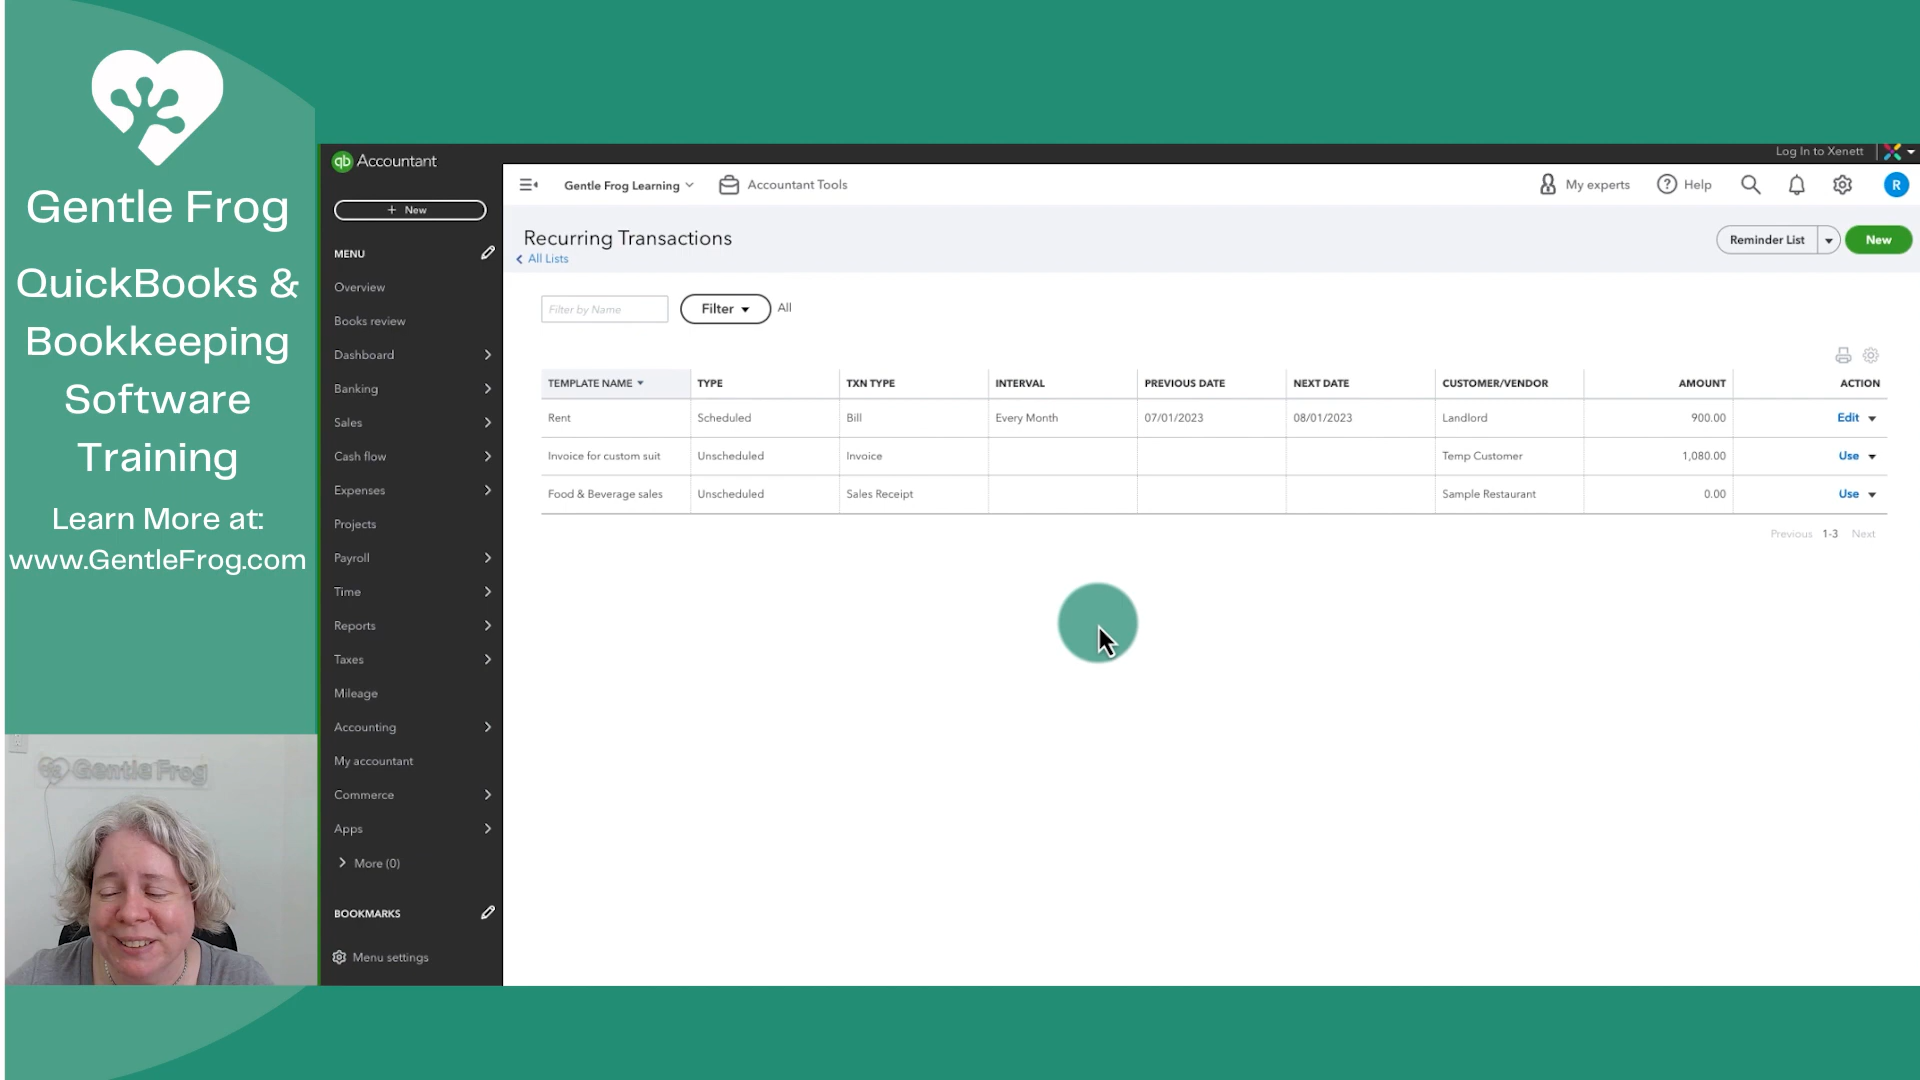 Gentle Frog
QuickBooks &
Bookkeeping
Software
Training
Learn More at:
www.GentleFrog.com
Gentle Frog
qb Accountant
+ New
MENU
Overview
Books review
Dashboard
Banking
Sales
Cash flow
Expenses
Projects
Payroll
Time
Reports
Taxes
Mileage
Accounting
My accountant
Commerce
Apps
More (0)
BOOKMARKS
Menu settings
Log In to Xenett
Gentle Frog Learning
Accountant Tools
My experts
Help
R
Recurring Transactions
All Lists
Reminder List
New
Filter by Name
Filter
All
TEMPLATE NAME TYPE TXN TYPE INTERVAL PREVIOUS DATE NEXT DATE CUSTOMER/VENDOR AMOUNT ACTION
Rent Scheduled Bill Every Month 07/01/2023 08/01/2023 Landlord 900.00 Edit
Invoice for custom suit Unscheduled Invoice Temp Customer 1,080.00 Use
Food & Beverage sales Unscheduled Sales Receipt Sample Restaurant 0.00 Use
Previous 1-3 Next